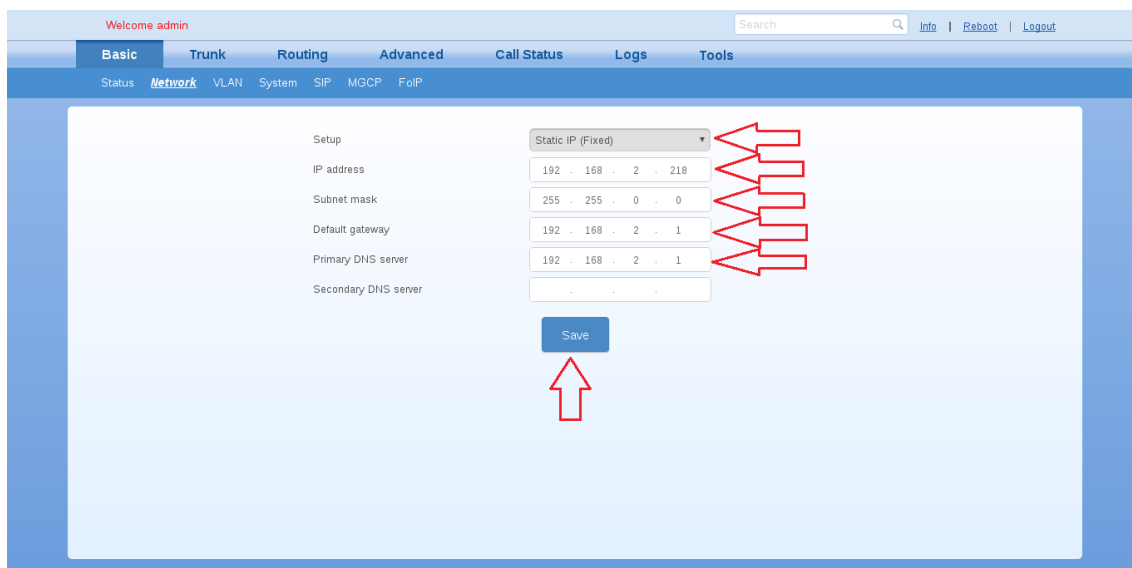 Welcome admin Search Info | Reboot | Logout
Basic Trunk Routing Advanced Call Status Logs Tools
Status Network VLAN System SIP MGCP FoIP
Setup Static IP (Fixed)
IP address 192 . 168 . 2 . 218
Subnet mask 255 . 255 . 0 . 0
Default gateway 192 . 168 . 2 . 1
Primary DNS server 192 . 168 . 2 . 1
Secondary DNS server . . .
Save